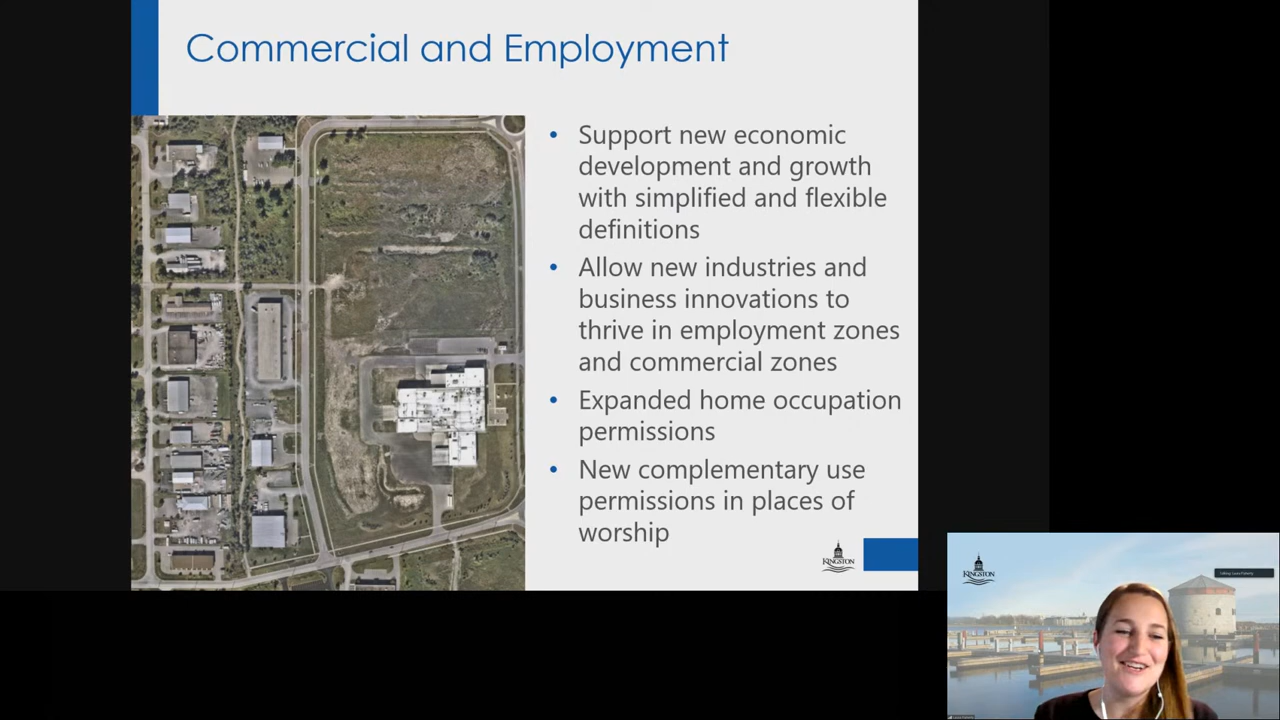 Commercial and Employment
• Support new economic
development and growth
with simplified and flexible
definitions
• Allow new industries and
business innovations to
thrive in employment zones
and commercial zones
• Expanded home occupation
permissions
• New complementary use
permissions in places of
worship
KINGSTON
KINGSTON